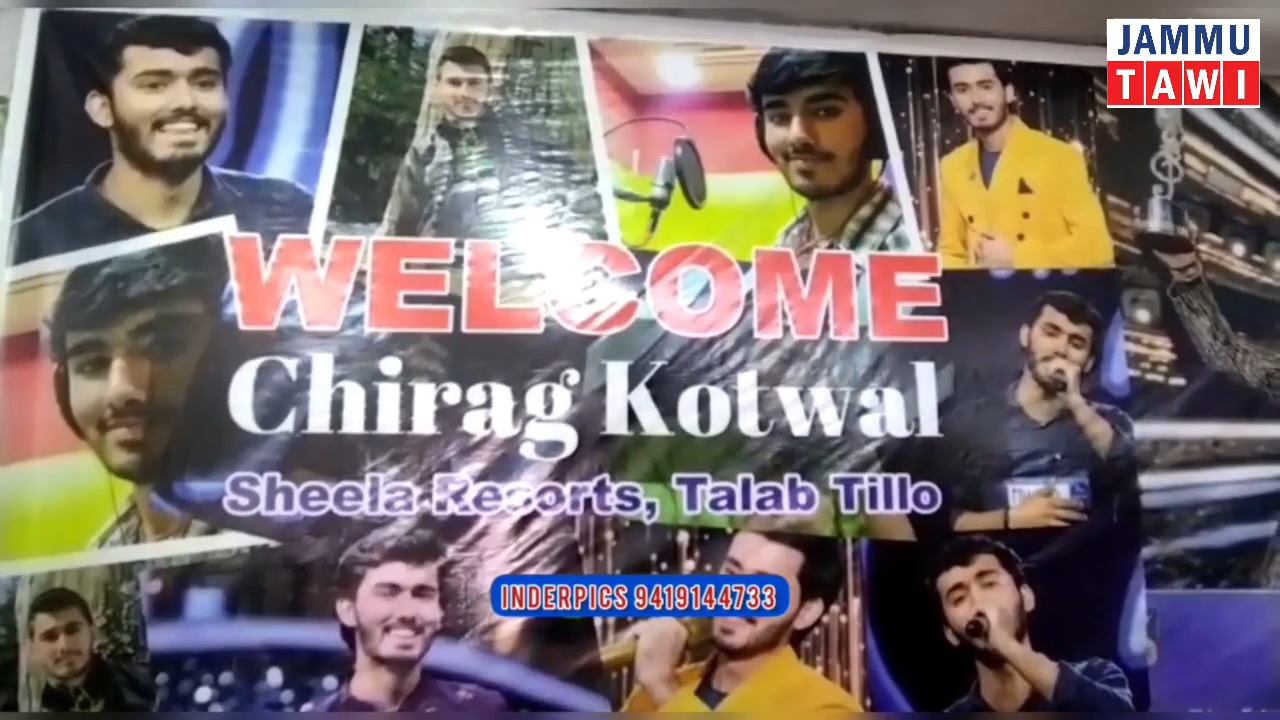 JAMMU
TAWI
WELCOME
Chirag Kotwal
Sheela Resorts, Talab Tillo
INDERPICS 9419144733